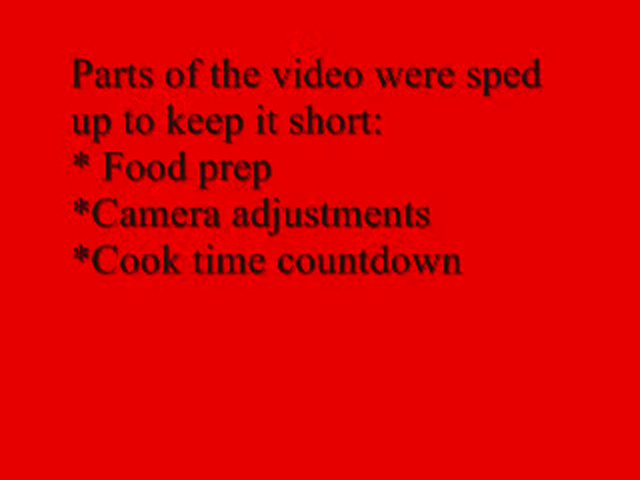 Parts of the video were sped
up to keep it short:
* Food prep
*Camera adjustments
*Cook time countdown